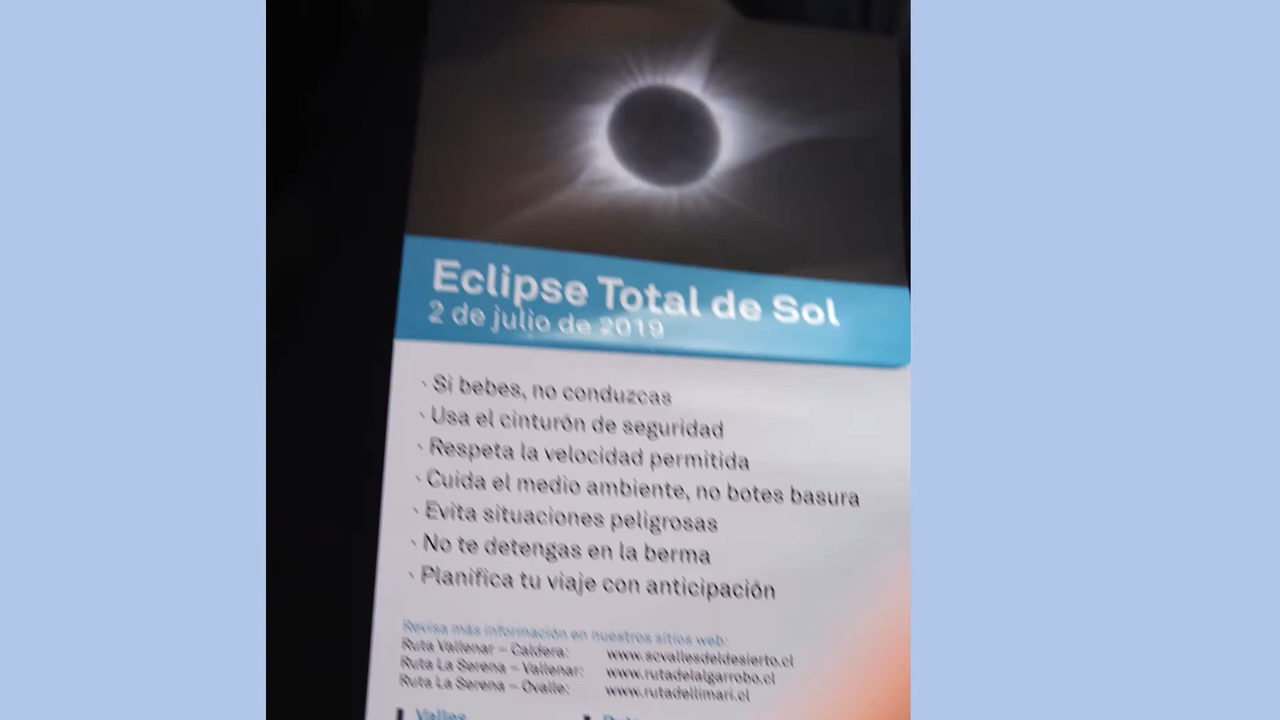 Eclipse Total de Sol
2 de julio de 2019
· Si bebes, no conduzcas
· Usa el cinturón de seguridad
· Respeta la velocidad permitida
· Cuida el medio ambiente, no botes basura
· Evita situaciones peligrosas
· No te detengas en la berma
· Planifica tu viaje con anticipación
Revisa más información en nuestros sitios web:
Ruta Vallenar – Caldera: www.scvallesdeldesierto.cl
Ruta La Serena – Vallenar: www.rutadelalgarrobo.cl
Ruta La Serena – Ovalle: www.rutadellimari.cl
Valles